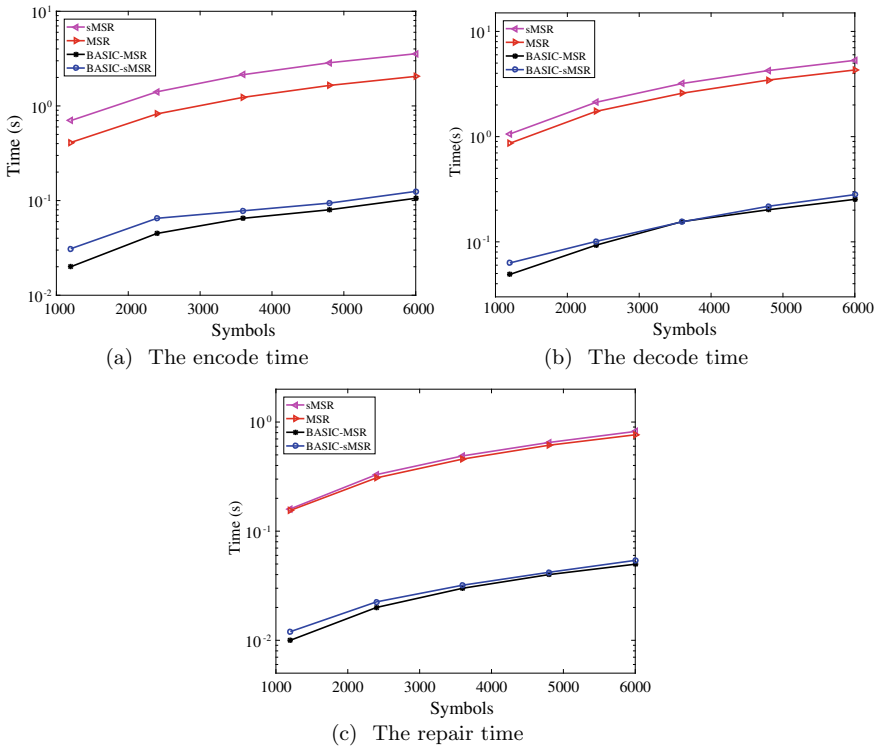 10^1
10^0
10^-1
10^-2
Time (s)
sMSR
MSR
BASIC-MSR
BASIC-sMSR
1000 2000 3000 4000 5000 6000
Symbols
(a) The encode time
10^1
10^0
10^-1
Time(s)
sMSR
MSR
BASIC-MSR
BASIC-sMSR
1000 2000 3000 4000 5000 6000
Symbols
(b) The decode time
10^0
10^-1
10^-2
Time (s)
sMSR
MSR
BASIC-MSR
BASIC-sMSR
1000 2000 3000 4000 5000 6000
Symbols
(c) The repair time